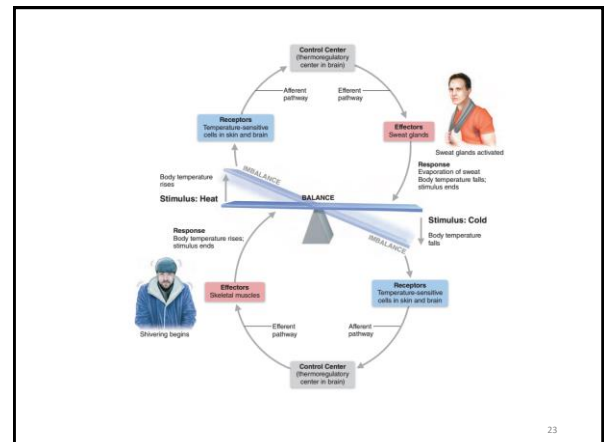 Control Center
(thermoregulatory
center in brain)
Afferent
pathway
Efferent
pathway
Receptors
Temperature-sensitive
cells in skin and brain
Effectors
Sweat glands
Sweat glands activated
Response
Evaporation of sweat
Body temperature falls;
stimulus ends
Body temperature
rises
Stimulus: Heat
IMBALANCE
BALANCE
IMBALANCE
Stimulus: Cold
Body temperature
falls
Response
Body temperature rises;
stimulus ends
Effectors
Skeletal muscles
Shivering begins
Receptors
Temperature-sensitive
cells in skin and brain
Efferent
pathway
Afferent
pathway
Control Center
(thermoregulatory
center in brain)
23